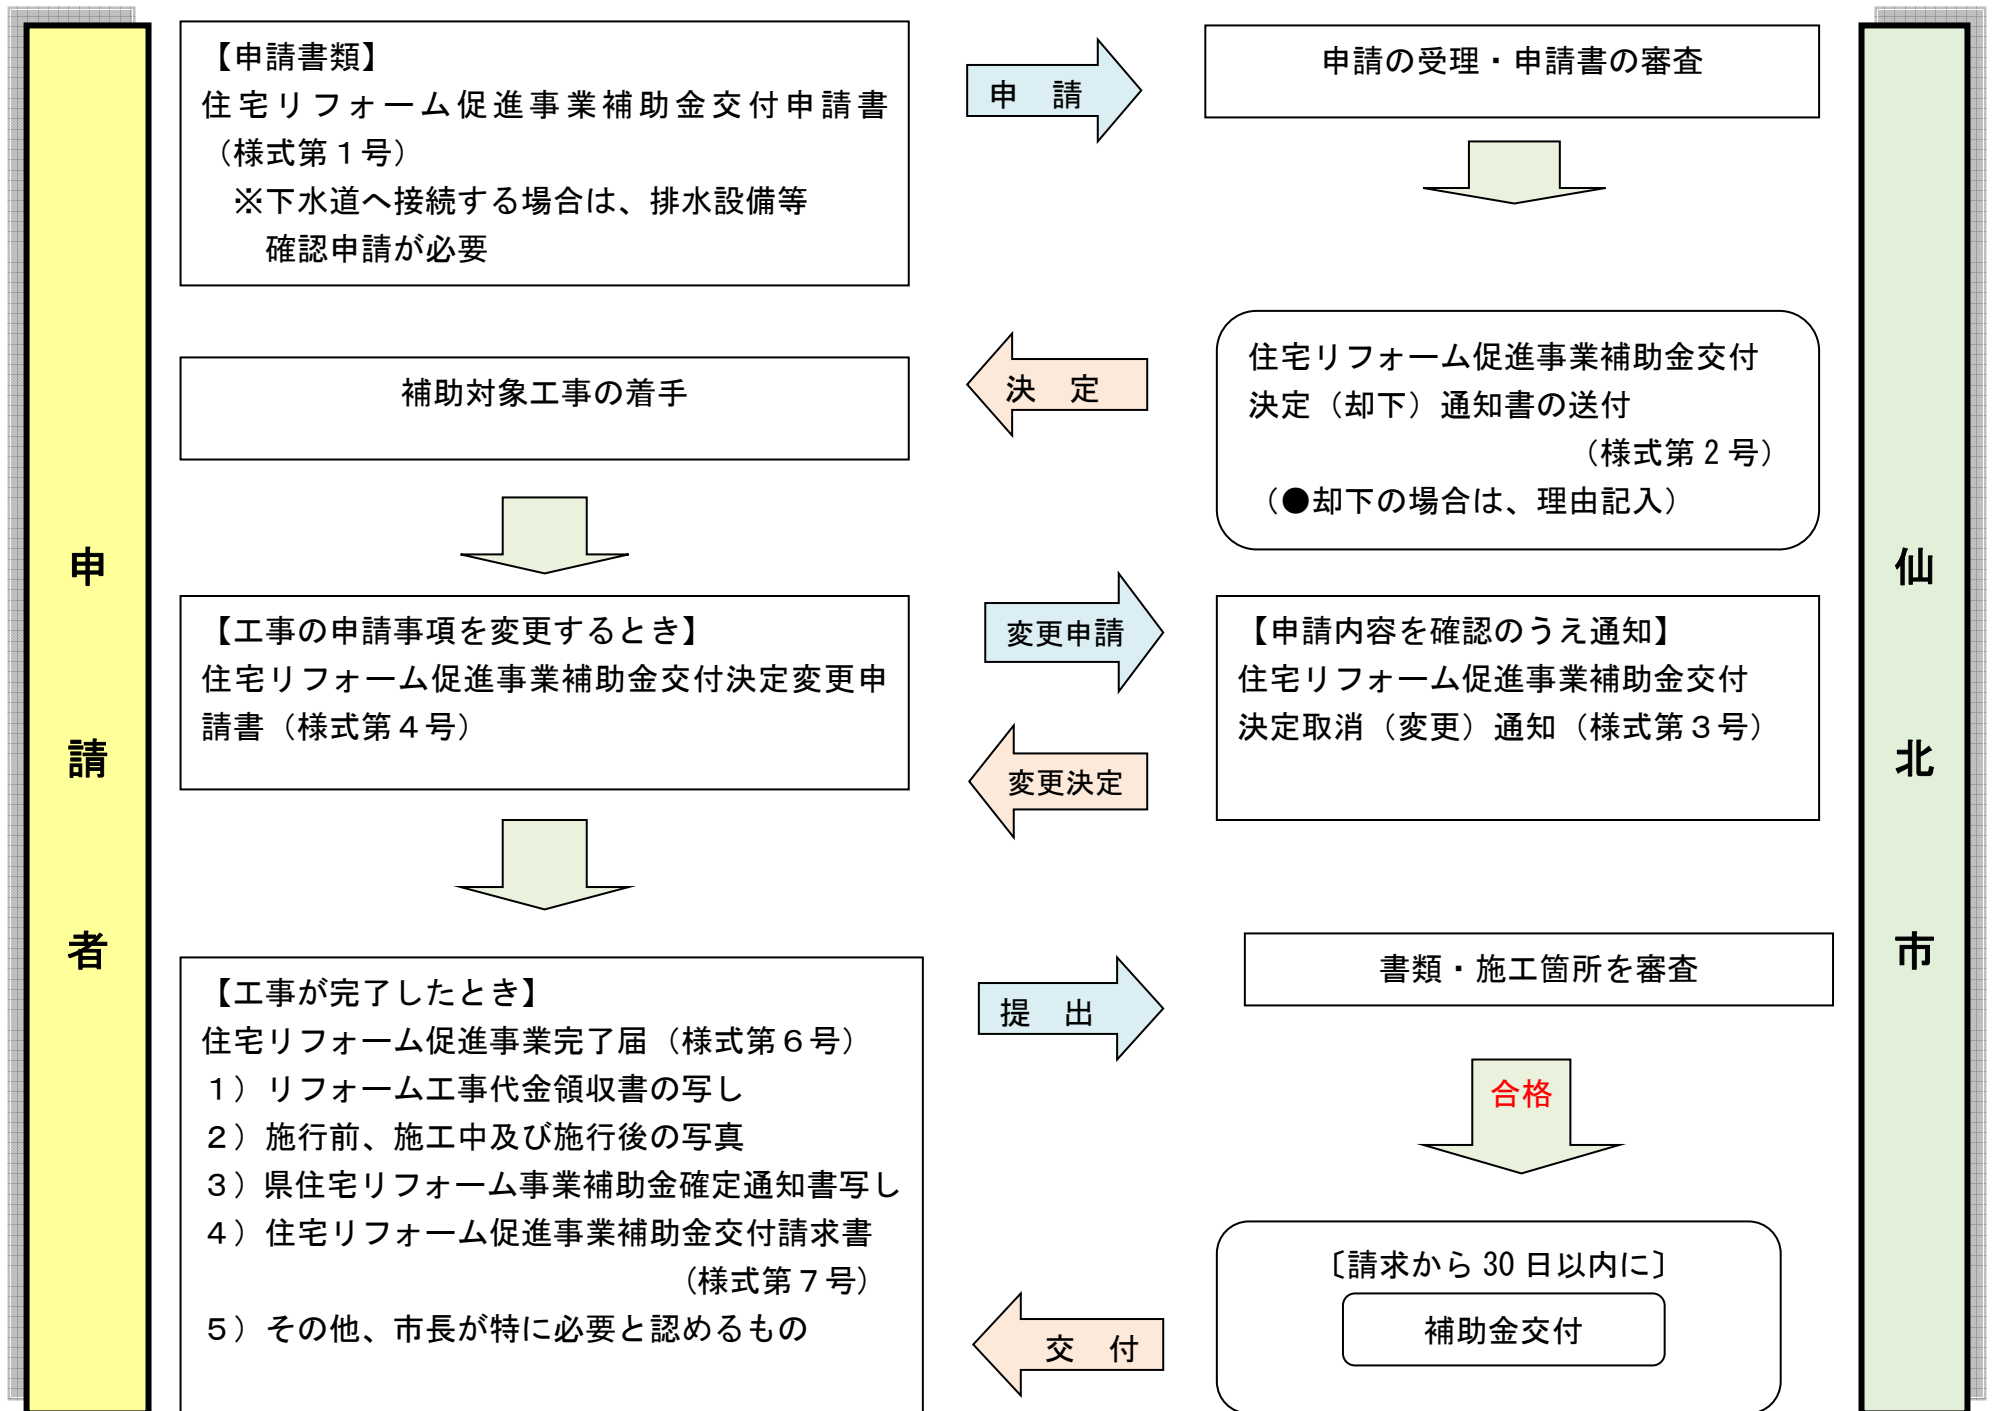 申請者
【申請書類】
住宅リフォーム促進事業補助金交付申請書
（様式第１号）
※下水道へ接続する場合は、排水設備等
確認申請が必要
申　請
申請の受理・申請書の審査
住宅リフォーム促進事業補助金交付
決定（却下）通知書の送付
（様式第２号）
（●却下の場合は、理由記入）
決　定
補助対象工事の着手
【工事の申請事項を変更するとき】
住宅リフォーム促進事業補助金交付決定変更申
請書（様式第４号）
変更申請
【申請内容を確認のうえ通知】
住宅リフォーム促進事業補助金交付
決定取消（変更）通知（様式第３号）
変更決定
【工事が完了したとき】
住宅リフォーム促進事業完了届（様式第６号）
１）リフォーム工事代金領収書の写し
２）施行前、施工中及び施行後の写真
３）県住宅リフォーム事業補助金確定通知書写し
４）住宅リフォーム促進事業補助金交付請求書
（様式第７号）
５）その他、市長が特に必要と認めるもの
提　出
書類・施工箇所を審査
合格
〔請求から 30 日以内に〕
補助金交付
交　付
仙北市